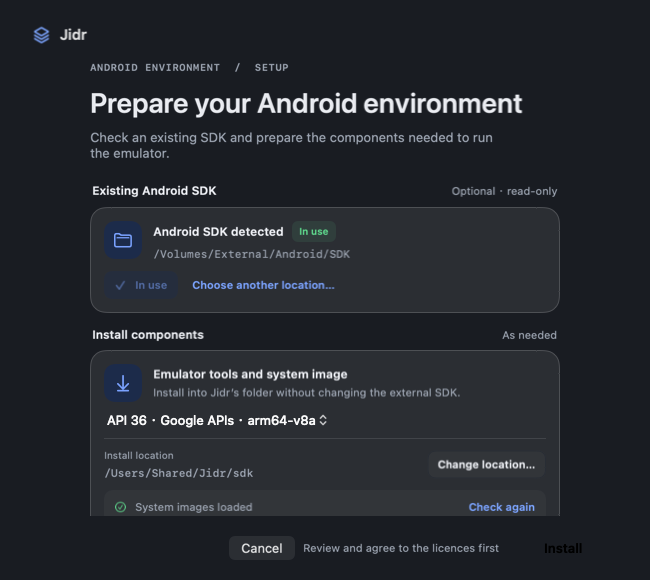 Jidr
ANDROID ENVIRONMENT / SETUP
Prepare your Android environment
Check an existing SDK and prepare the components needed to run
the emulator.
Existing Android SDK
Optional · read-only
Android SDK detected
In use
/Volumes/External/Android/SDK
In use
Choose another location...
Install components
As needed
Emulator tools and system image
Install into Jidr's folder without changing the external SDK.
API 36 · Google APIs · arm64-v8a
Install location
/Users/Shared/Jidr/sdk
Change location...
System images loaded
Check again
Cancel
Review and agree to the licences first
Install